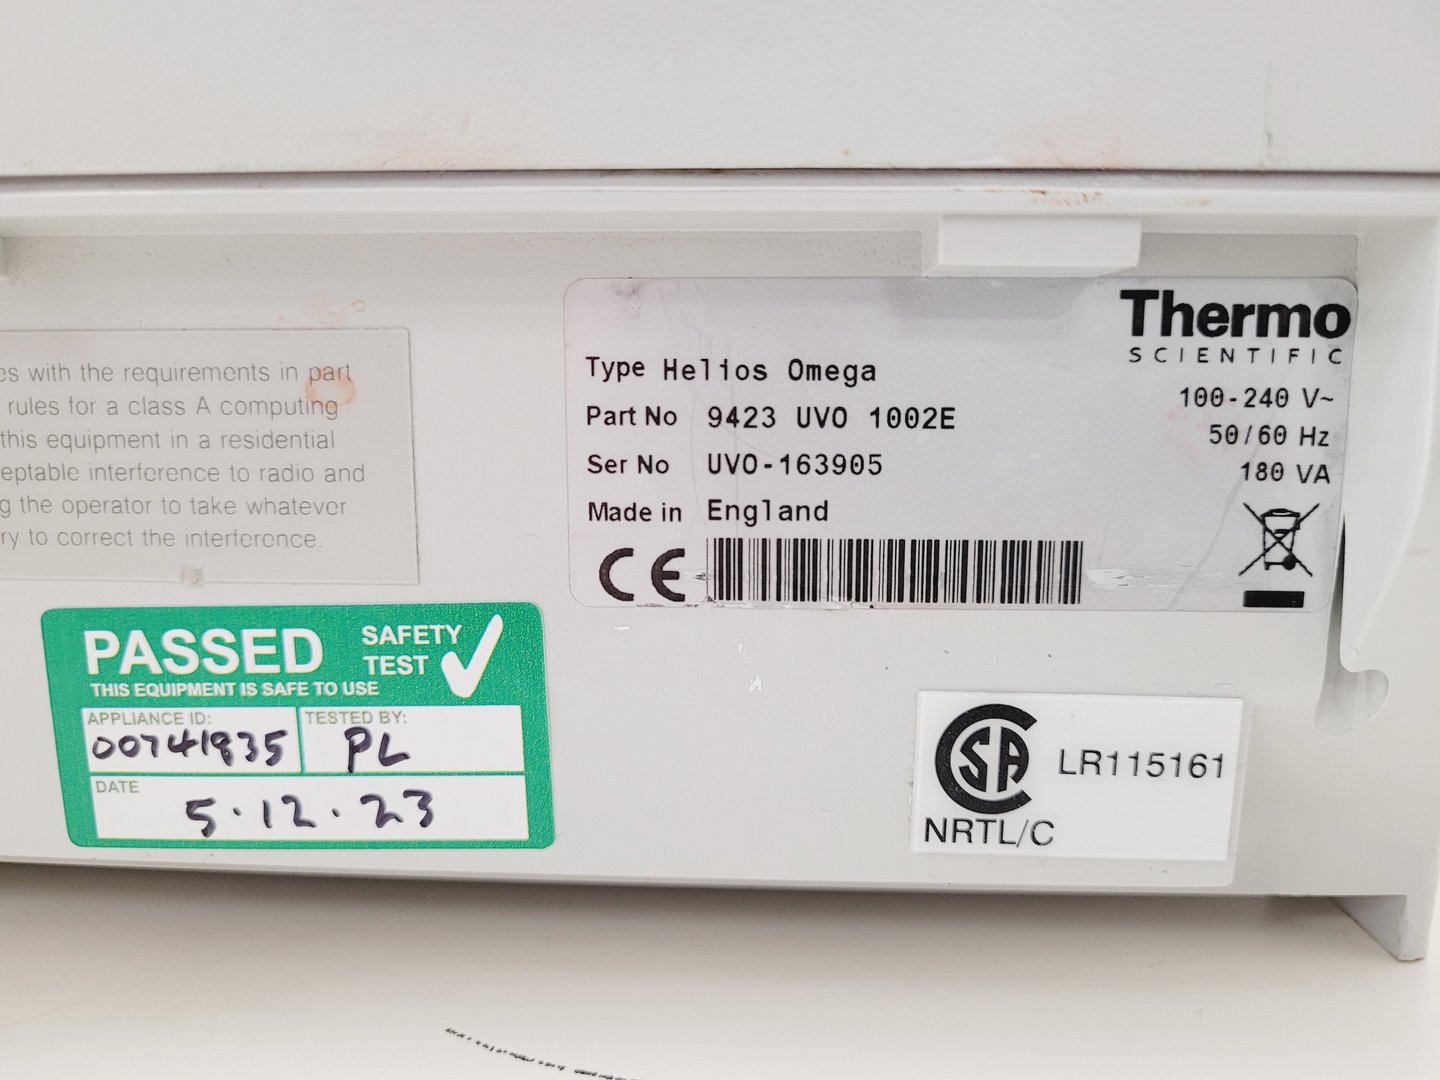 es with the requirements in part
rules for a class A computing
this equipment in a residential
eptable interference to radio and
g the operator to take whatever
ry to correct the interference.
Thermo
SCIENTIFIC
Type Helios Omega
Part No 9423 UVO 1002E
Ser No UVO-163905
Made in England
100-240 V~
50/60 Hz
180 VA
CE
PASSED
SAFETY
TEST
THIS EQUIPMENT IS SAFE TO USE
APPLIANCE ID:
00741935
TESTED BY:
PL
DATE
5·12·23
CSA
LR115161
NRTL/C